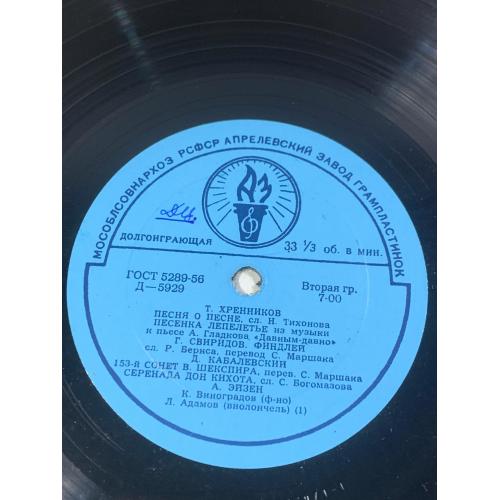 МОСОБЛСОВНАРХОЗ РСФСР АПРЕЛЕВСКИЙ ЗАВОД ГРАМПЛАСТИНОК
АЗ
ДОЛГОИГРАЮЩАЯ
33 1/3 об. в мин.
ГОСТ 5289-56
Д—5929
Вторая гр.
7-00
Т. ХРЕННИКОВ
ПЕСНЯ О ПЕСНЕ, сл. Н. Тихонова
ПЕСЕНКА ЛЕПЕЛЕТЬЕ из музыки
к пьесе А. Гладкова «Давным-давно»
Г. СВИРИДОВ. ФИНДЛЕЙ
сл. Р. Бернса, перевод С. Маршака
Д. КАБАЛЕВСКИЙ
153-й СОНЕТ В. ШЕКСПИРА, перев. С. Маршака
СЕРЕНАДА ДОН КИХОТА, сл. С. Богомазова
А. ЭЙЗЕН
К. Виноградов (ф-но)
Л. Адамов (виолончель) (1)